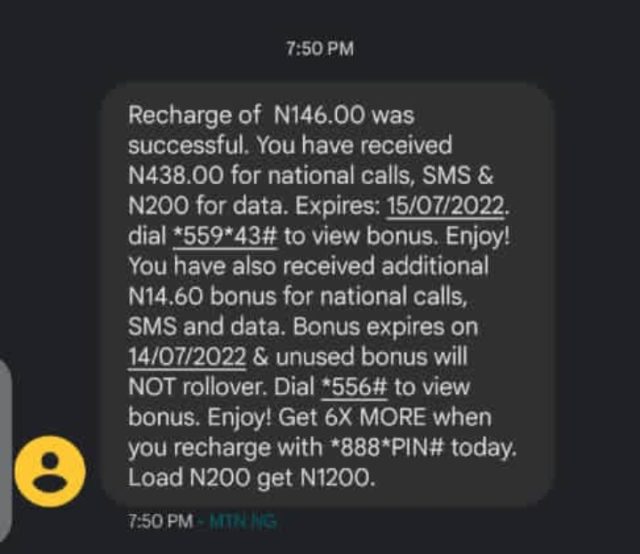 7:50 PM
Recharge of  N146.00 was
successful. You have received
N438.00 for national calls, SMS &
N200 for data. Expires: 15/07/2022.
dial *559*43# to view bonus. Enjoy!
You have also received additional
N14.60 bonus for national calls,
SMS and data. Bonus expires on
14/07/2022 & unused bonus will
NOT rollover. Dial *556# to view
bonus. Enjoy! Get 6X MORE when
you recharge with *888*PIN# today.
Load N200 get N1200.
7:50 PM - MTN NG